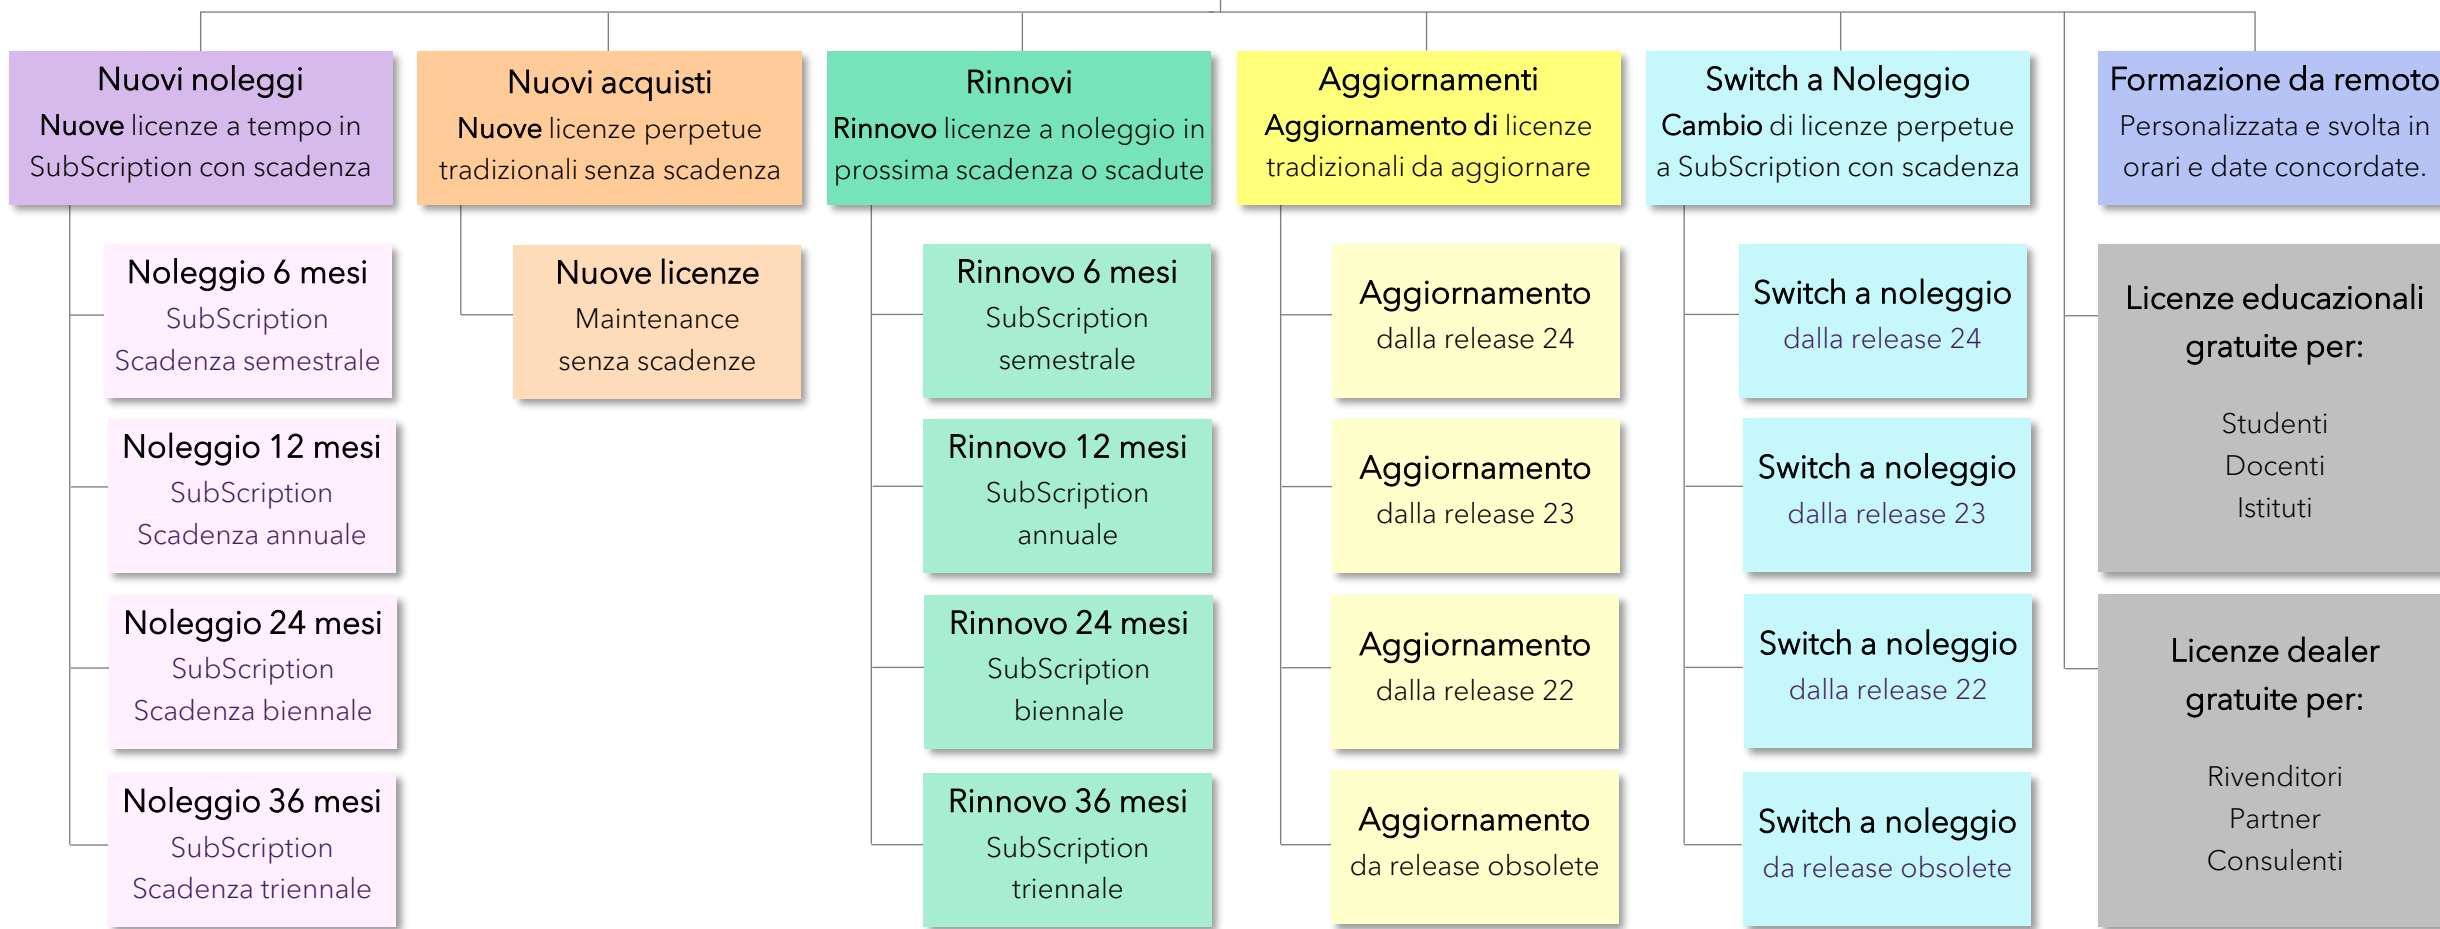 Nuovi noleggi
Nuove licenze a tempo in
SubScription con scadenza
Noleggio 6 mesi
SubScription
Scadenza semestrale
Noleggio 12 mesi
SubScription
Scadenza annuale
Noleggio 24 mesi
SubScription
Scadenza biennale
Noleggio 36 mesi
SubScription
Scadenza triennale
Nuovi acquisti
Nuove licenze perpetue
tradizionali senza scadenza
Nuove licenze
Maintenance
senza scadenze
Rinnovi
Rinnovo licenze a noleggio in
prossima scadenza o scadute
Rinnovo 6 mesi
SubScription
semestrale
Rinnovo 12 mesi
SubScription
annuale
Rinnovo 24 mesi
SubScription
biennale
Rinnovo 36 mesi
SubScription
triennale
Aggiornamenti
Aggiornamento di licenze
tradizionali da aggiornare
Aggiornamento
dalla release 24
Aggiornamento
dalla release 23
Aggiornamento
dalla release 22
Aggiornamento
da release obsolete
Switch a Noleggio
Cambio di licenze perpetue
a SubScription con scadenza
Switch a noleggio
dalla release 24
Switch a noleggio
dalla release 23
Switch a noleggio
dalla release 22
Switch a noleggio
da release obsolete
Formazione da remoto
Personalizzata e svolta in
orari e date concordate.
Licenze educazionali
gratuite per:
Studenti
Docenti
Istituti
Licenze dealer
gratuite per:
Rivenditori
Partner
Consulenti